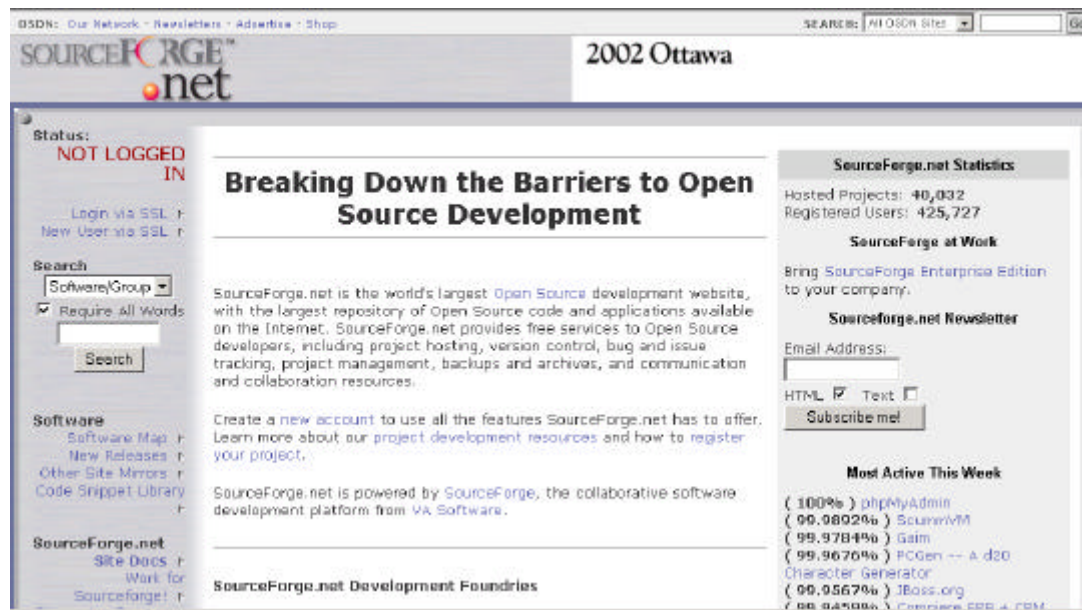 OSDN: Our Network - Newsletters - Advertise - Shop
SEARCH: All OSDN Sites Go
SOURCEFORGE™
.net
2002 Ottawa
Status:
NOT LOGGED
IN
Login via SSL
New User via SSL
Search
Software/Group
Require All Words
Search
Software
Software Map
New Releases
Other Site Mirrors
Code Snippet Library
SourceForge.net
Site Docs
Work for
Sourceforge!
Breaking Down the Barriers to Open
Source Development
SourceForge.net is the world's largest Open Source development website,
with the largest repository of Open Source code and applications available
on the Internet. SourceForge.net provides free services to Open Source
developers, including project hosting, version control, bug and issue
tracking, project management, backups and archives, and communication
and collaboration resources.
Create a new account to use all the features SourceForge.net has to offer.
Learn more about our project development resources and how to register
your project.
SourceForge.net is powered by SourceForge, the collaborative software
development platform from VA Software.
SourceForge.net Development Foundries
SourceForge.net Statistics
Hosted Projects: 40,032
Registered Users: 425,727
SourceForge at Work
Bring SourceForge Enterprise Edition
to your company.
Sourceforge.net Newsletter
Email Address:
HTML Text
Subscribe me!
Most Active This Week
( 100% ) phpMyAdmin
( 99.9892% ) ScummVM
( 99.9784% ) Gaim
( 99.9676% ) PCGen -- A d20
Character Generator
( 99.9567% ) JBoss.org
( 99.9459% ) Compiere ERP + CRM